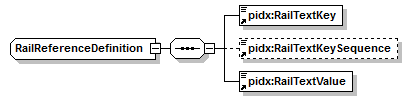 pidx:RailTextKey
RailReferenceDefinition
pidx:RailTextKeySequence
pidx:RailTextValue